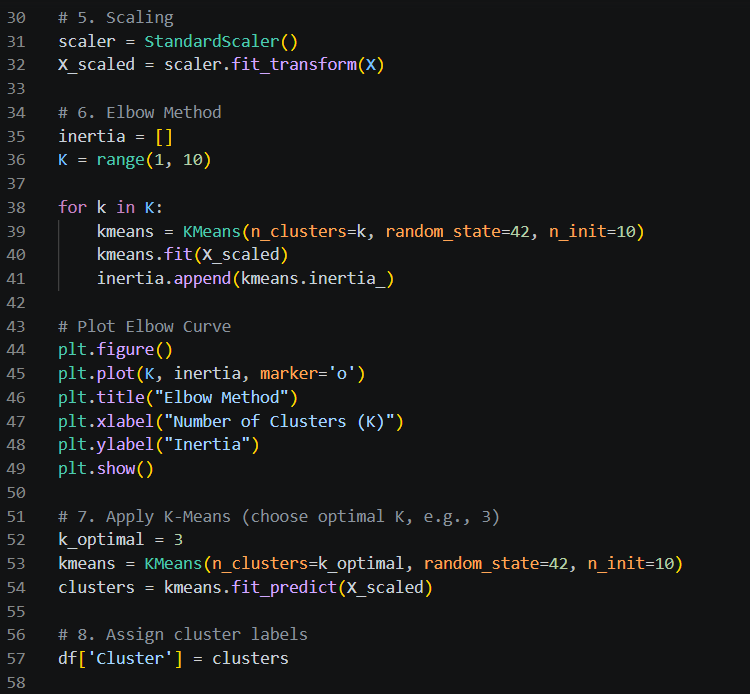 30 # 5. Scaling
31 scaler = StandardScaler()
32 X_scaled = scaler.fit_transform(X)
33
34 # 6. Elbow Method
35 inertia = []
36 K = range(1, 10)
37
38 for k in K:
39     kmeans = KMeans(n_clusters=k, random_state=42, n_init=10)
40     kmeans.fit(X_scaled)
41     inertia.append(kmeans.inertia_)
42
43 # Plot Elbow Curve
44 plt.figure()
45 plt.plot(K, inertia, marker='o')
46 plt.title("Elbow Method")
47 plt.xlabel("Number of Clusters (K)")
48 plt.ylabel("Inertia")
49 plt.show()
50
51 # 7. Apply K-Means (choose optimal K, e.g., 3)
52 k_optimal = 3
53 kmeans = KMeans(n_clusters=k_optimal, random_state=42, n_init=10)
54 clusters = kmeans.fit_predict(X_scaled)
55
56 # 8. Assign cluster labels
57 df['Cluster'] = clusters
58